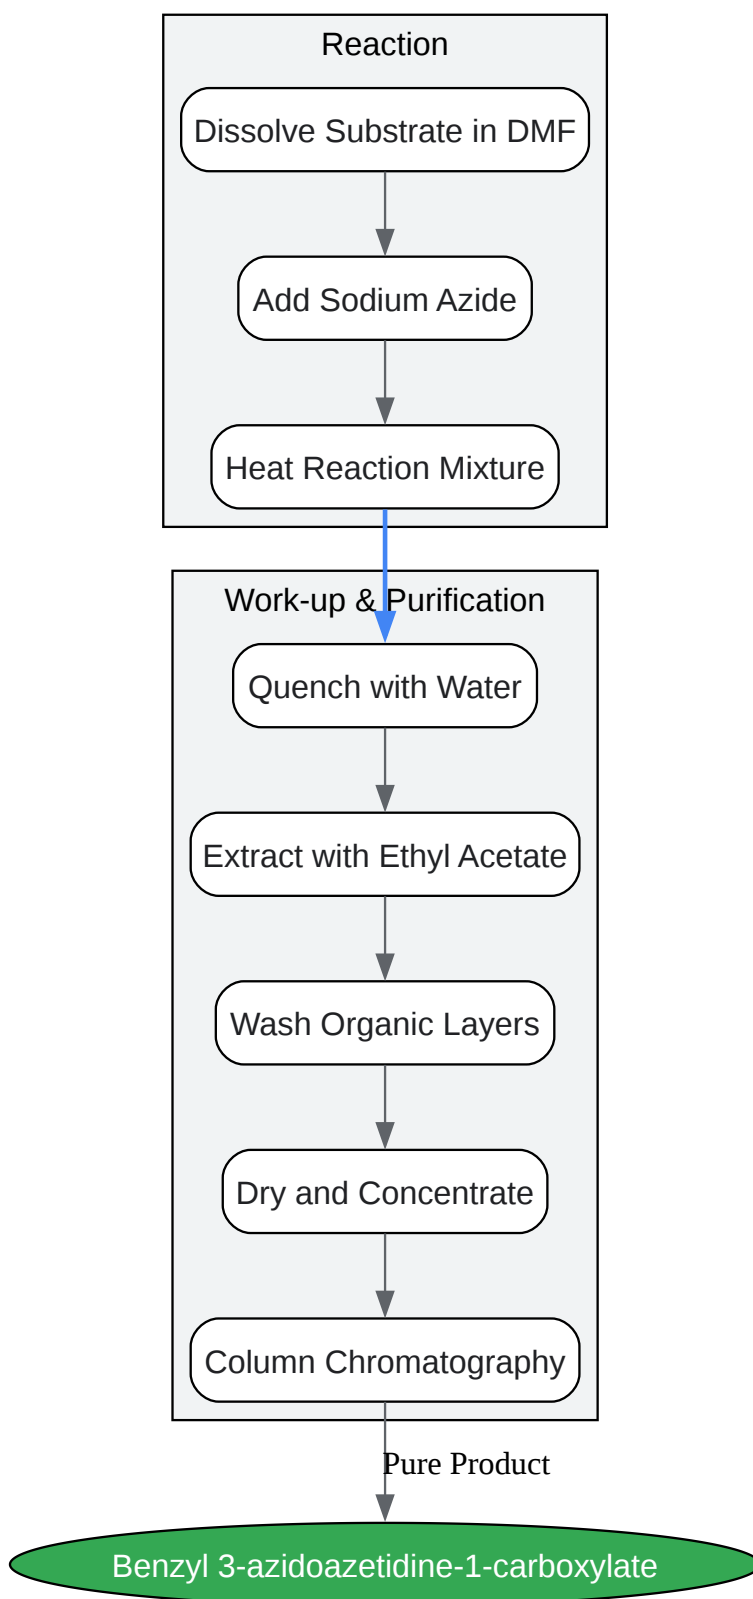 Reaction
Dissolve Substrate in DMF
Add Sodium Azide
Heat Reaction Mixture
Work-up & Purification
Quench with Water
Extract with Ethyl Acetate
Wash Organic Layers
Dry and Concentrate
Column Chromatography
Pure Product
Benzyl 3-azidoazetidine-1-carboxylate